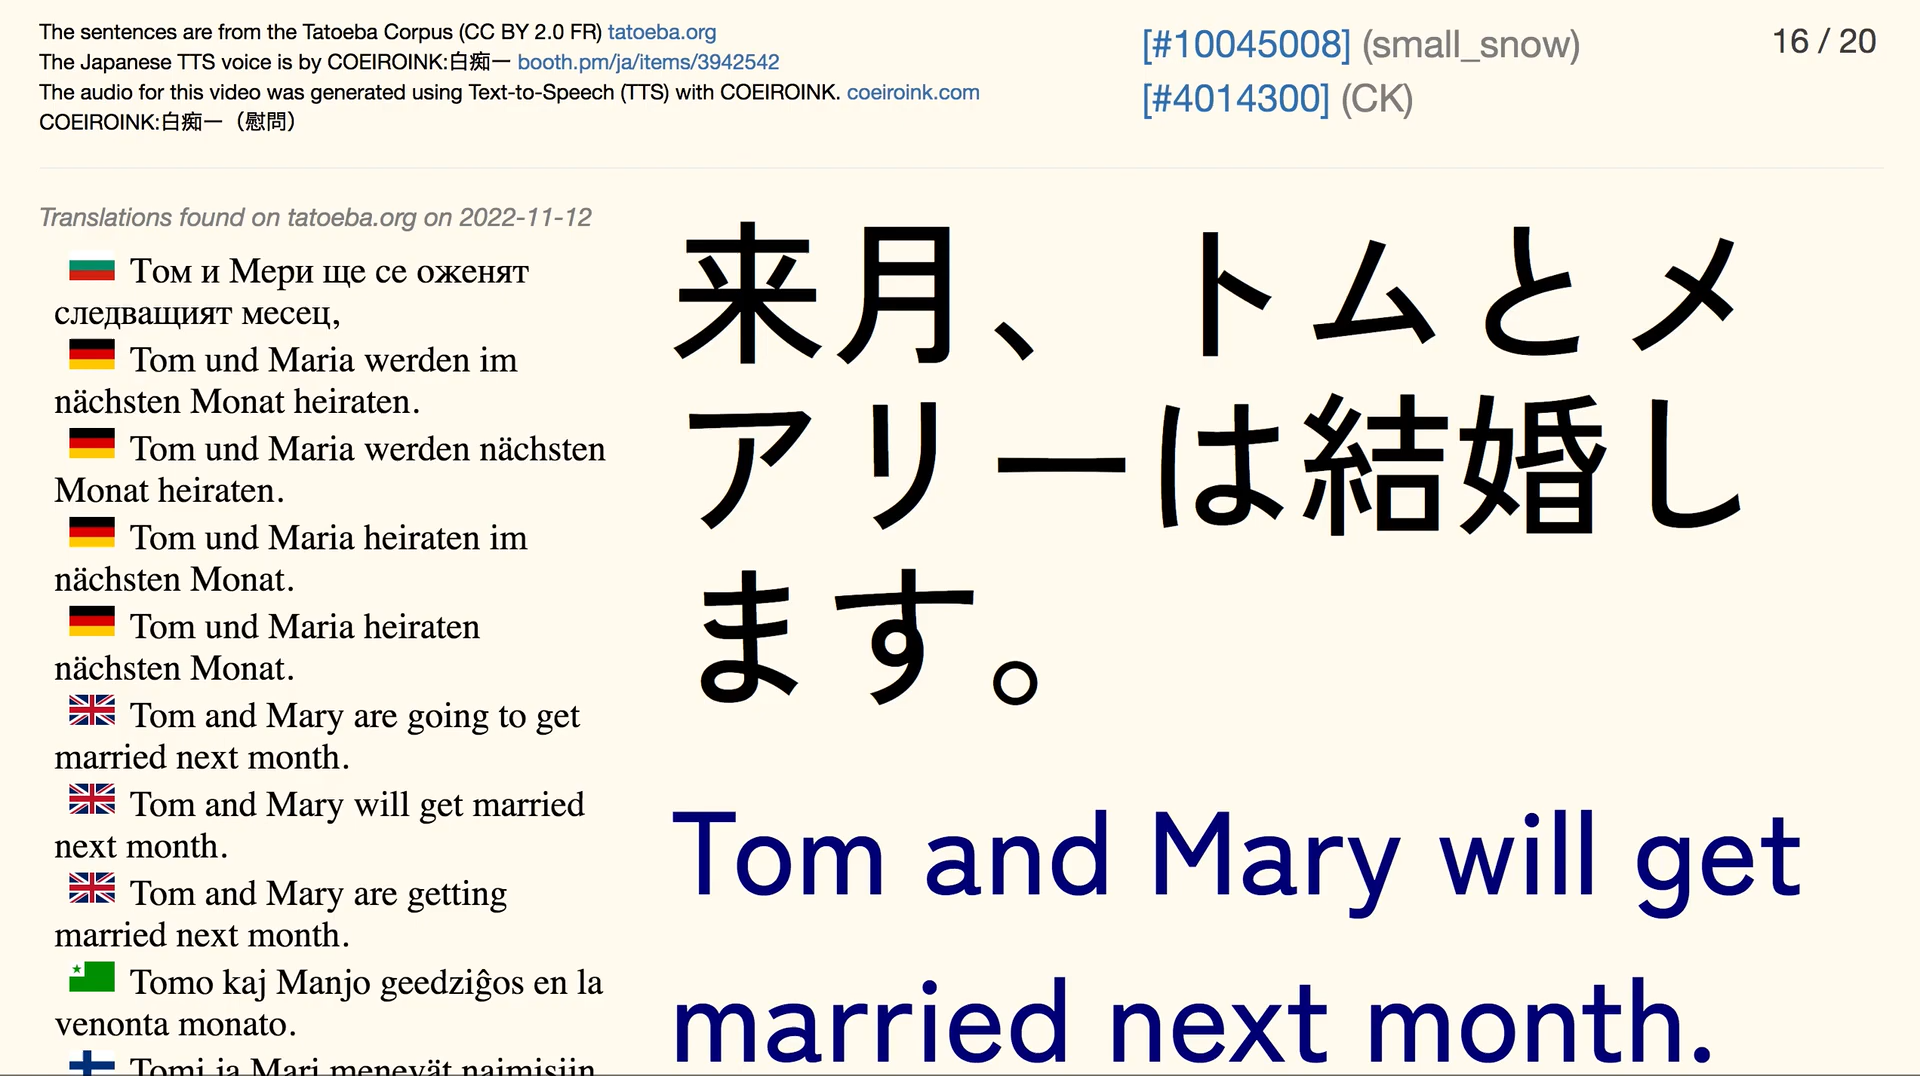 The sentences are from the Tatoeba Corpus (CC BY 2.0 FR) tatoeba.org
The Japanese TTS voice is by COEIROINK:白痴一 booth.pm/ja/items/3942542
The audio for this video was generated using Text-to-Speech (TTS) with COEIROINK. coeiroink.com
COEIROINK:白痴一（慰問）
[#10045008] (small_snow)
[#4014300] (CK)
16 / 20
Translations found on tatoeba.org on 2022-11-12
Том и Мери ще се оженят
следващият месец,
Tom und Maria werden im
nächsten Monat heiraten.
Tom und Maria werden nächsten
Monat heiraten.
Tom und Maria heiraten im
nächsten Monat.
Tom und Maria heiraten
nächsten Monat.
Tom and Mary are going to get
married next month.
Tom and Mary will get married
next month.
Tom and Mary are getting
married next month.
Tomo kaj Manjo geedziĝos en la
venonta monato.
Tomi ja Mari menevät naimisiin
来月、トムとメ
アリーは結婚し
ます。
Tom and Mary will get
married next month.